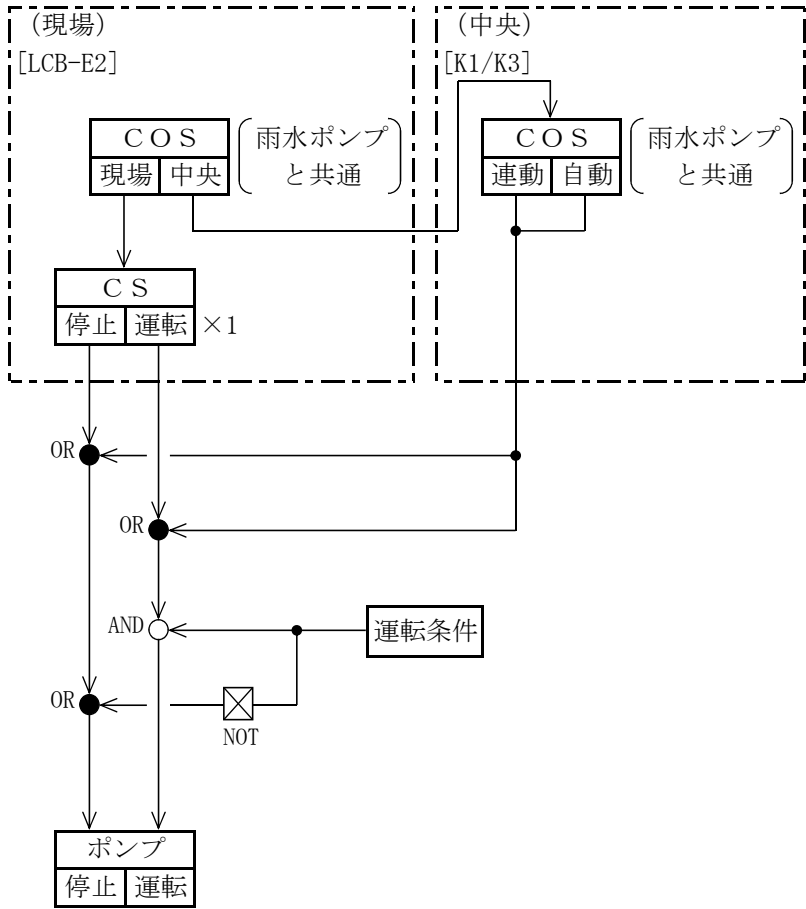 (現場)
[LCB-E2]
COS
現場 中央
(雨水ポンプ
と共通)
CS
停止 運転 ×1
(中央)
[K1/K3]
COS
連動 自動
(雨水ポンプ
と共通)
OR
OR
AND
運転条件
OR
NOT
ポンプ
停止 運転